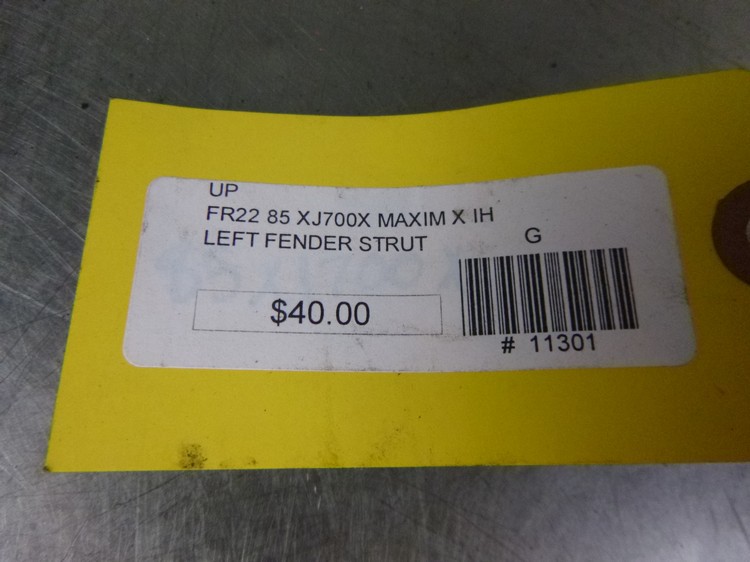 UP
FR22 85 XJ700X MAXIM X IH
LEFT FENDER STRUT
G
$40.00
# 11301